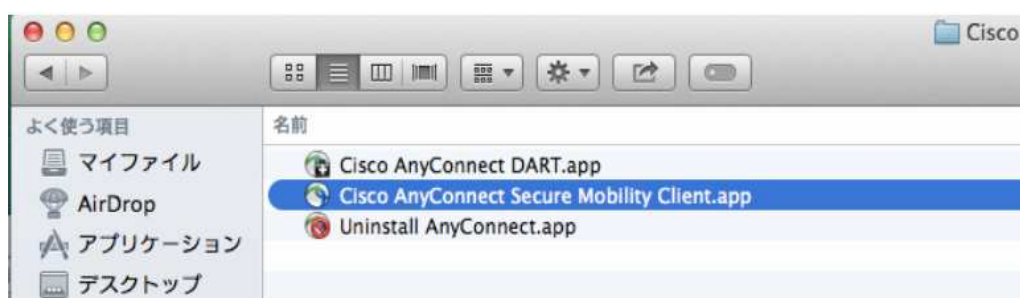 Cisco
よく使う項目
名前
マイファイル
Cisco AnyConnect DART.app
AirDrop
Cisco AnyConnect Secure Mobility Client.app
アプリケーション
Uninstall AnyConnect.app
デスクトップ